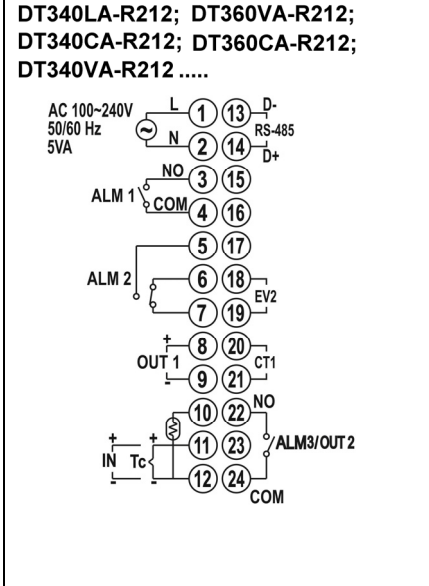 DT340LA-R212; DT360VA-R212;
DT340CA-R212; DT360CA-R212;
DT340VA-R212 .....
AC 100~240V
50/60 Hz
5VA
L
N
~
1 13
D-
RS-485
2 14
D+
NO
3 15
ALM 1
COM
4 16
5 17
ALM 2
6 18
EV2
7 19
+
8 20
OUT 1
CT1
-
9 21
10 22
NO
+ +
11 23
ALM3/OUT2
IN Tc
- -
12 24
COM